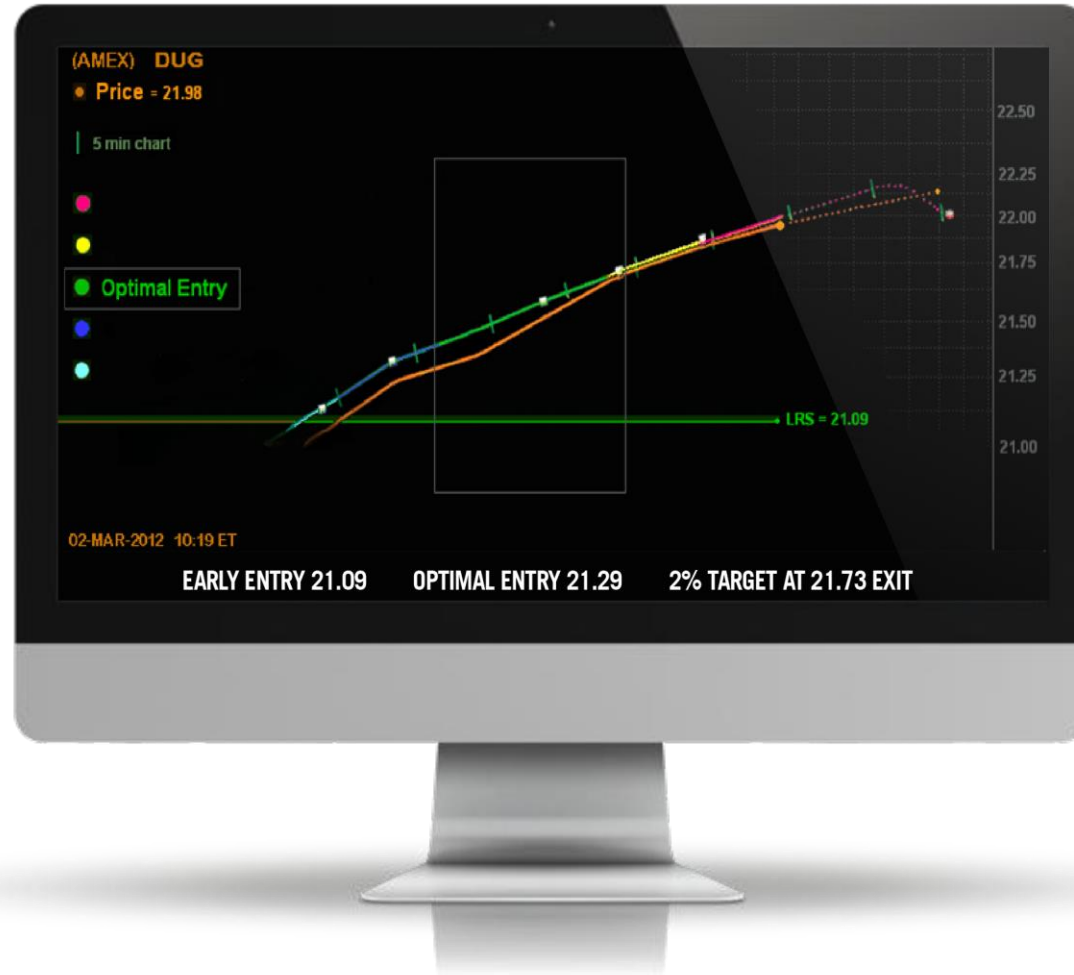 (AMEX) DUG
Price = 21.98
5 min chart
Optimal Entry
22.50
22.25
22.00
21.75
21.50
21.25
21.00
LRS = 21.09
02-MAR-2012 10:19 ET
EARLY ENTRY 21.09 OPTIMAL ENTRY 21.29 2% TARGET AT 21.73 EXIT